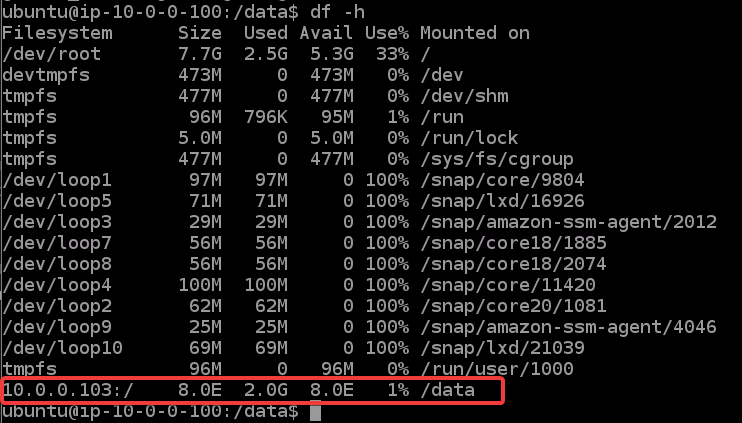 ubuntu@ip-10-0-0-100:/data$ df -h
Filesystem      Size  Used Avail Use% Mounted on
/dev/root       7.7G  2.5G  5.3G  33% /
devtmpfs        473M     0  473M   0% /dev
tmpfs           477M     0  477M   0% /dev/shm
tmpfs            96M  796K   95M   1% /run
tmpfs           5.0M     0  5.0M   0% /run/lock
tmpfs           477M     0  477M   0% /sys/fs/cgroup
/dev/loop1       97M   97M     0 100% /snap/core/9804
/dev/loop5       71M   71M     0 100% /snap/lxd/16926
/dev/loop3       29M   29M     0 100% /snap/amazon-ssm-agent/2012
/dev/loop7       56M   56M     0 100% /snap/core18/1885
/dev/loop8       56M   56M     0 100% /snap/core18/2074
/dev/loop4      100M  100M     0 100% /snap/core/11420
/dev/loop2       62M   62M     0 100% /snap/core20/1081
/dev/loop9       25M   25M     0 100% /snap/amazon-ssm-agent/4046
/dev/loop10      69M   69M     0 100% /snap/lxd/21039
tmpfs            96M     0   96M   0% /run/user/1000
10.0.0.103:/    8.0E  2.0G  8.0E   1% /data
ubuntu@ip-10-0-0-100:/data$